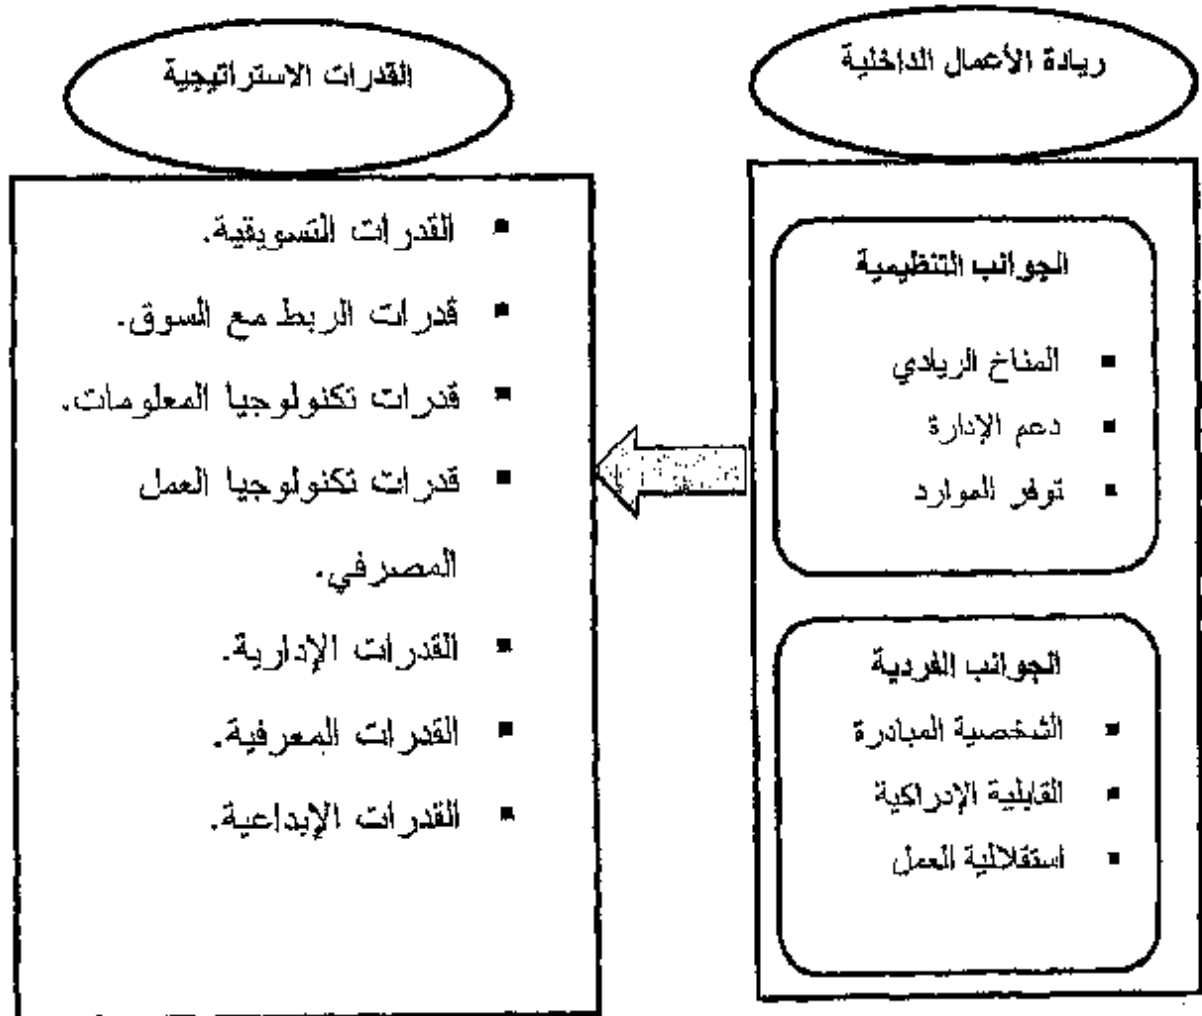 ريادة الأعمال الداخلية
الجوانب التنظيمية
▪ المناخ الريادي
▪ دعم الإدارة
▪ توفر الموارد
الجوانب الفردية
▪ الشخصية المبادرة
▪ القابلية الإدراكية
▪ استقلالية العمل
القدرات الاستراتيجية
▪ القدرات التسويقية.
▪ قدرات الربط مع السوق.
▪ قدرات تكنولوجيا المعلومات.
▪ قدرات تكنولوجيا العمل
المصرفي.
▪ القدرات الإدارية.
▪ القدرات المعرفية.
▪ القدرات الإبداعية.